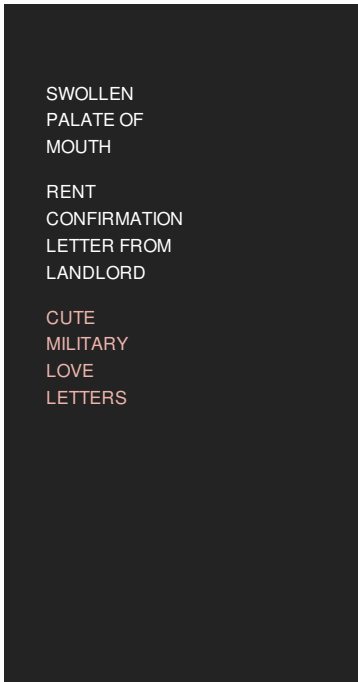 SWOLLEN
PALATE OF
MOUTH
RENT
CONFIRMATION
LETTER FROM
LANDLORD
CUTE
MILITARY
LOVE
LETTERS